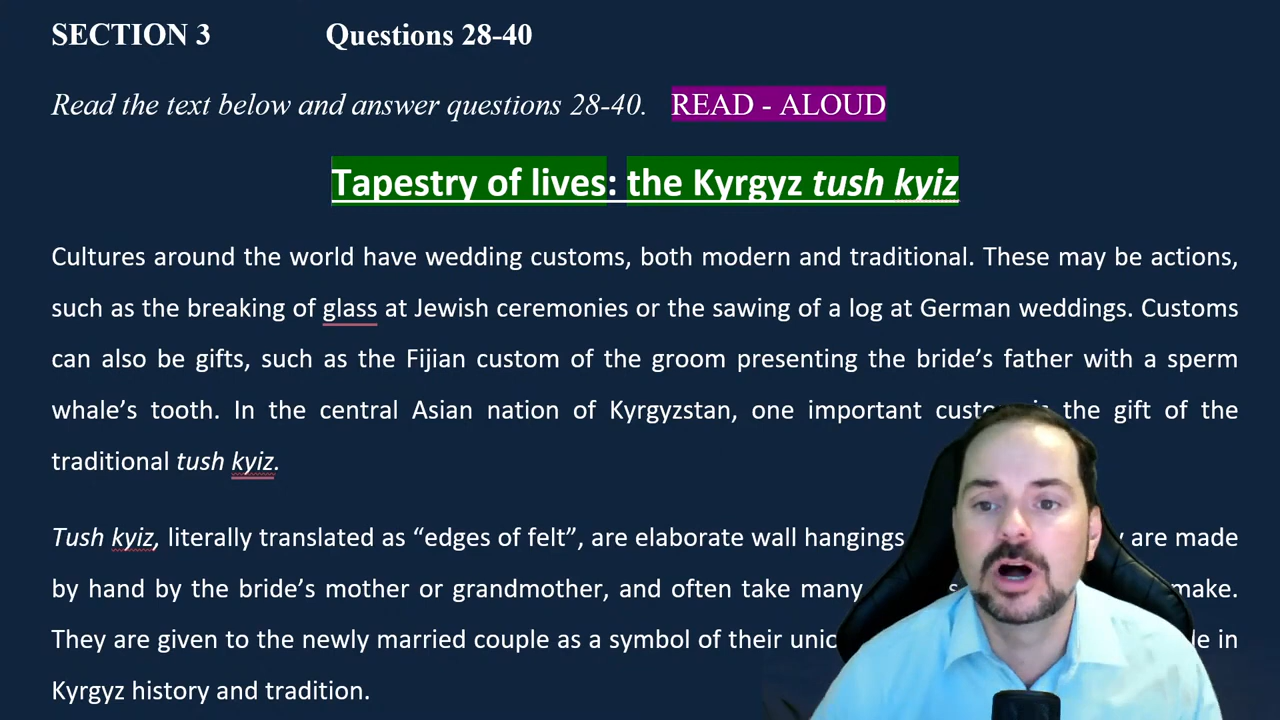 SECTION 3 Questions 28-40
Read the text below and answer questions 28-40. READ - ALOUD
Tapestry of lives: the Kyrgyz tush kyiz
Cultures around the world have wedding customs, both modern and traditional. These may be actions,
such as the breaking of glass at Jewish ceremonies or the sawing of a log at German weddings. Customs
can also be gifts, such as the Fijian custom of the groom presenting the bride’s father with a sperm
whale’s tooth. In the central Asian nation of Kyrgyzstan, one important custom is the gift of the
traditional tush kyiz.
Tush kyiz, literally translated as “edges of felt”, are elaborate wall hangings are made
by hand by the bride’s mother or grandmother, and often take many make.
They are given to the newly married couple as a symbol of their in
Kyrgyz history and tradition.